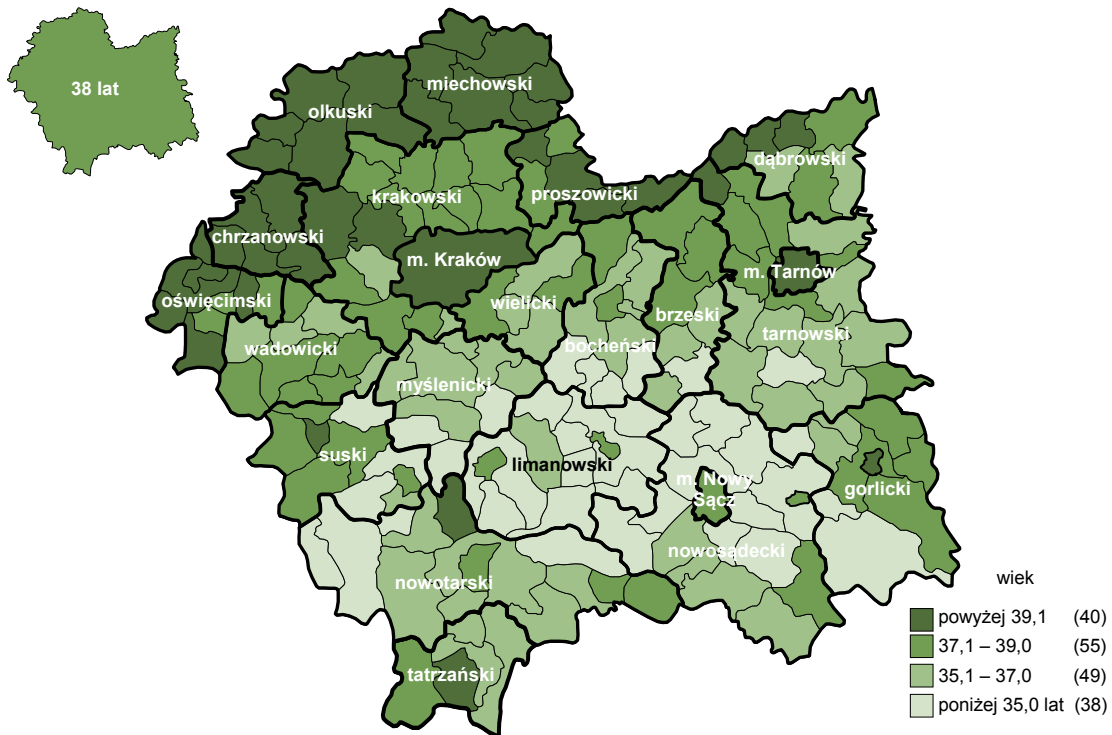 38 lat
miechowski
olkuski
dąbrowski
krakowski
proszowicki
chrzanowski
m. Kraków
m. Tarnów
oświęcimski
wielicki
brzeski
tarnowski
wadowicki
bocheński
myślenicki
suski
limanowski
m. Nowy
Sącz
gorlicki
nowosądecki
nowotarski
tatrzański
wiek
powyżej 39,1 (40)
37,1 – 39,0 (55)
35,1 – 37,0 (49)
poniżej 35,0 lat (38)